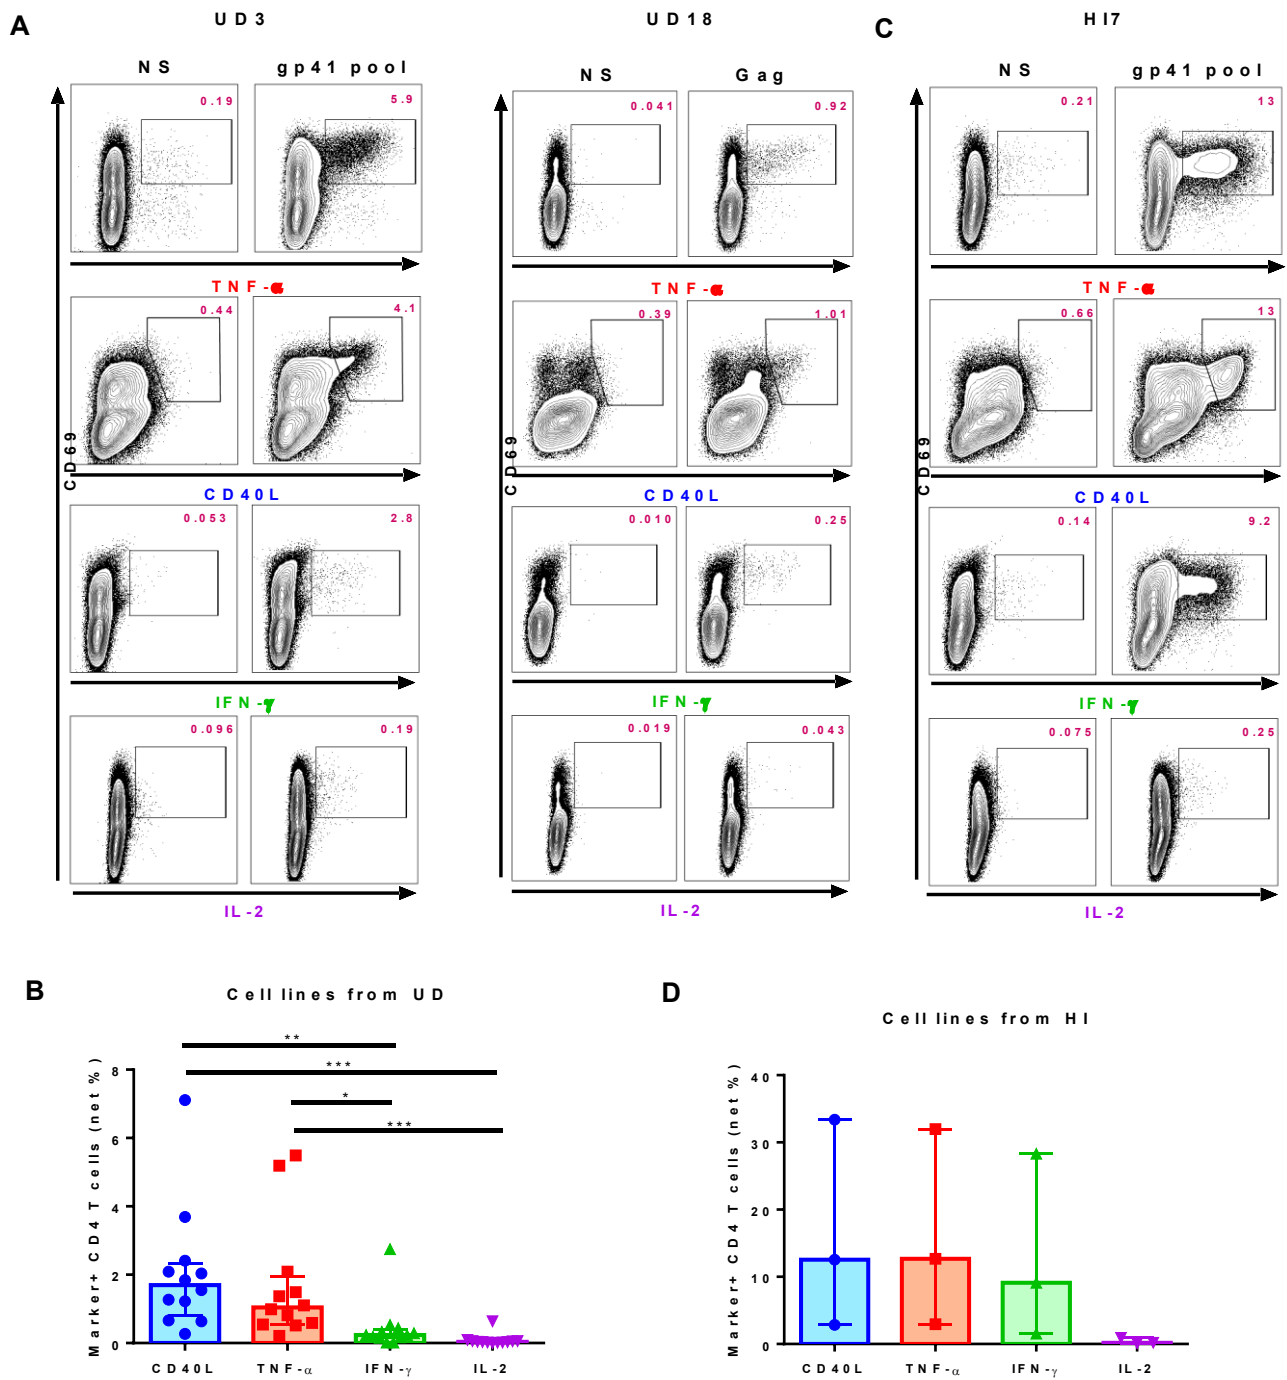 A
UD3
NS
gp41 pool
0.19
5.9
TNF-α
0.44
4.1
CD69
CD40L
0.053
2.8
IFN-γ
0.096
0.19
IL-2
UD18
NS
Gag
0.041
0.92
TNF-α
0.39
1.01
CD69
CD40L
0.010
0.25
IFN-γ
0.019
0.043
IL-2
C
HI7
NS
gp41 pool
0.21
13
TNF-α
0.66
13
CD69
CD40L
0.14
9.2
IFN-γ
0.075
0.25
IL-2
B
Cell lines from UD
**
***
*
***
Marker+ CD4 T cells (net %)
8
6
4
2
0
CD40L
TNF-α
IFN-γ
IL-2
D
Cell lines from HI
Marker+ CD4 T cells (net %)
40
30
20
10
0
CD40L
TNF-α
IFN-γ
IL-2